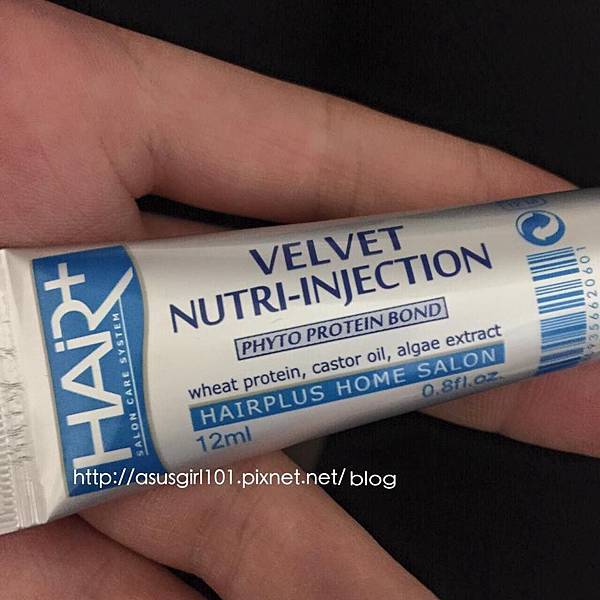 HAiR+
SALON CARE SYSTEM
VELVET
NUTRI-INJECTION
PHYTO PROTEIN BOND
wheat protein, castor oil, algae extract
HAIRPLUS HOME SALON
12ml
0.8fl.oz.
http://asusgirl101.pixnet.net/ blog